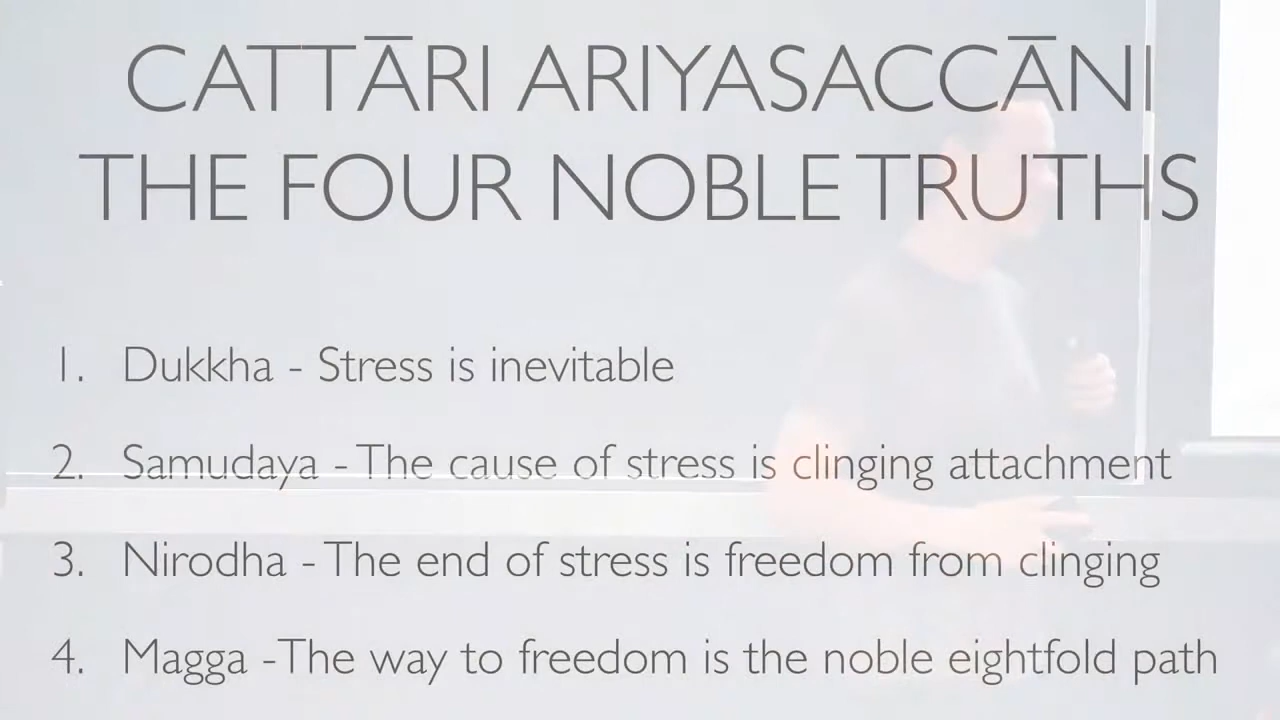 CATTĀRI ARIYASACCĀNI
THE FOUR NOBLE TRUTHS
1. Dukkha - Stress is inevitable
2. Samudaya - The cause of stress is clinging attachment
3. Nirodha - The end of stress is freedom from clinging
4. Magga - The way to freedom is the noble eightfold path